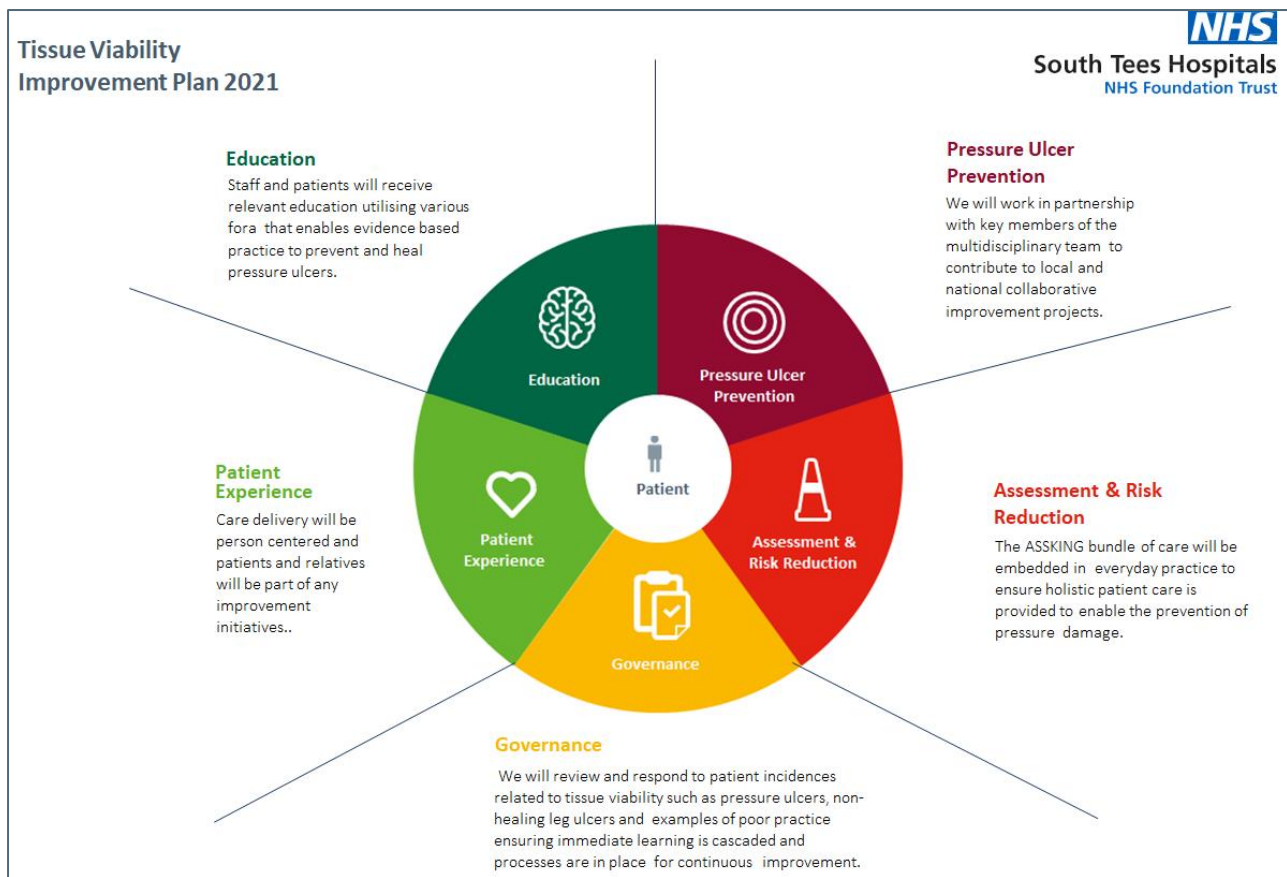 Tissue Viability
Improvement Plan 2021
NHS
South Tees Hospitals
NHS Foundation Trust
Education
Staff and patients will receive
relevant education utilising various
fora that enables evidence based
practice to prevent and heal
pressure ulcers.
Pressure Ulcer
Prevention
We will work in partnership
with key members of the
multidisciplinary team to
contribute to local and
national collaborative
improvement projects.
Education
Pressure Ulcer
Prevention
Patient
Patient
Experience
Assessment &
Risk Reduction
Governance
Patient
Experience
Care delivery will be
person centered and
patients and relatives
will be part of any
improvement
initiatives..
Assessment & Risk
Reduction
The ASSKING bundle of care will be
embedded in everyday practice to
ensure holistic patient care is
provided to enable the prevention of
pressure damage.
Governance
We will review and respond to patient incidences
related to tissue viability such as pressure ulcers, non-
healing leg ulcers and examples of poor practice
ensuring immediate learning is cascaded and
processes are in place for continuous improvement.